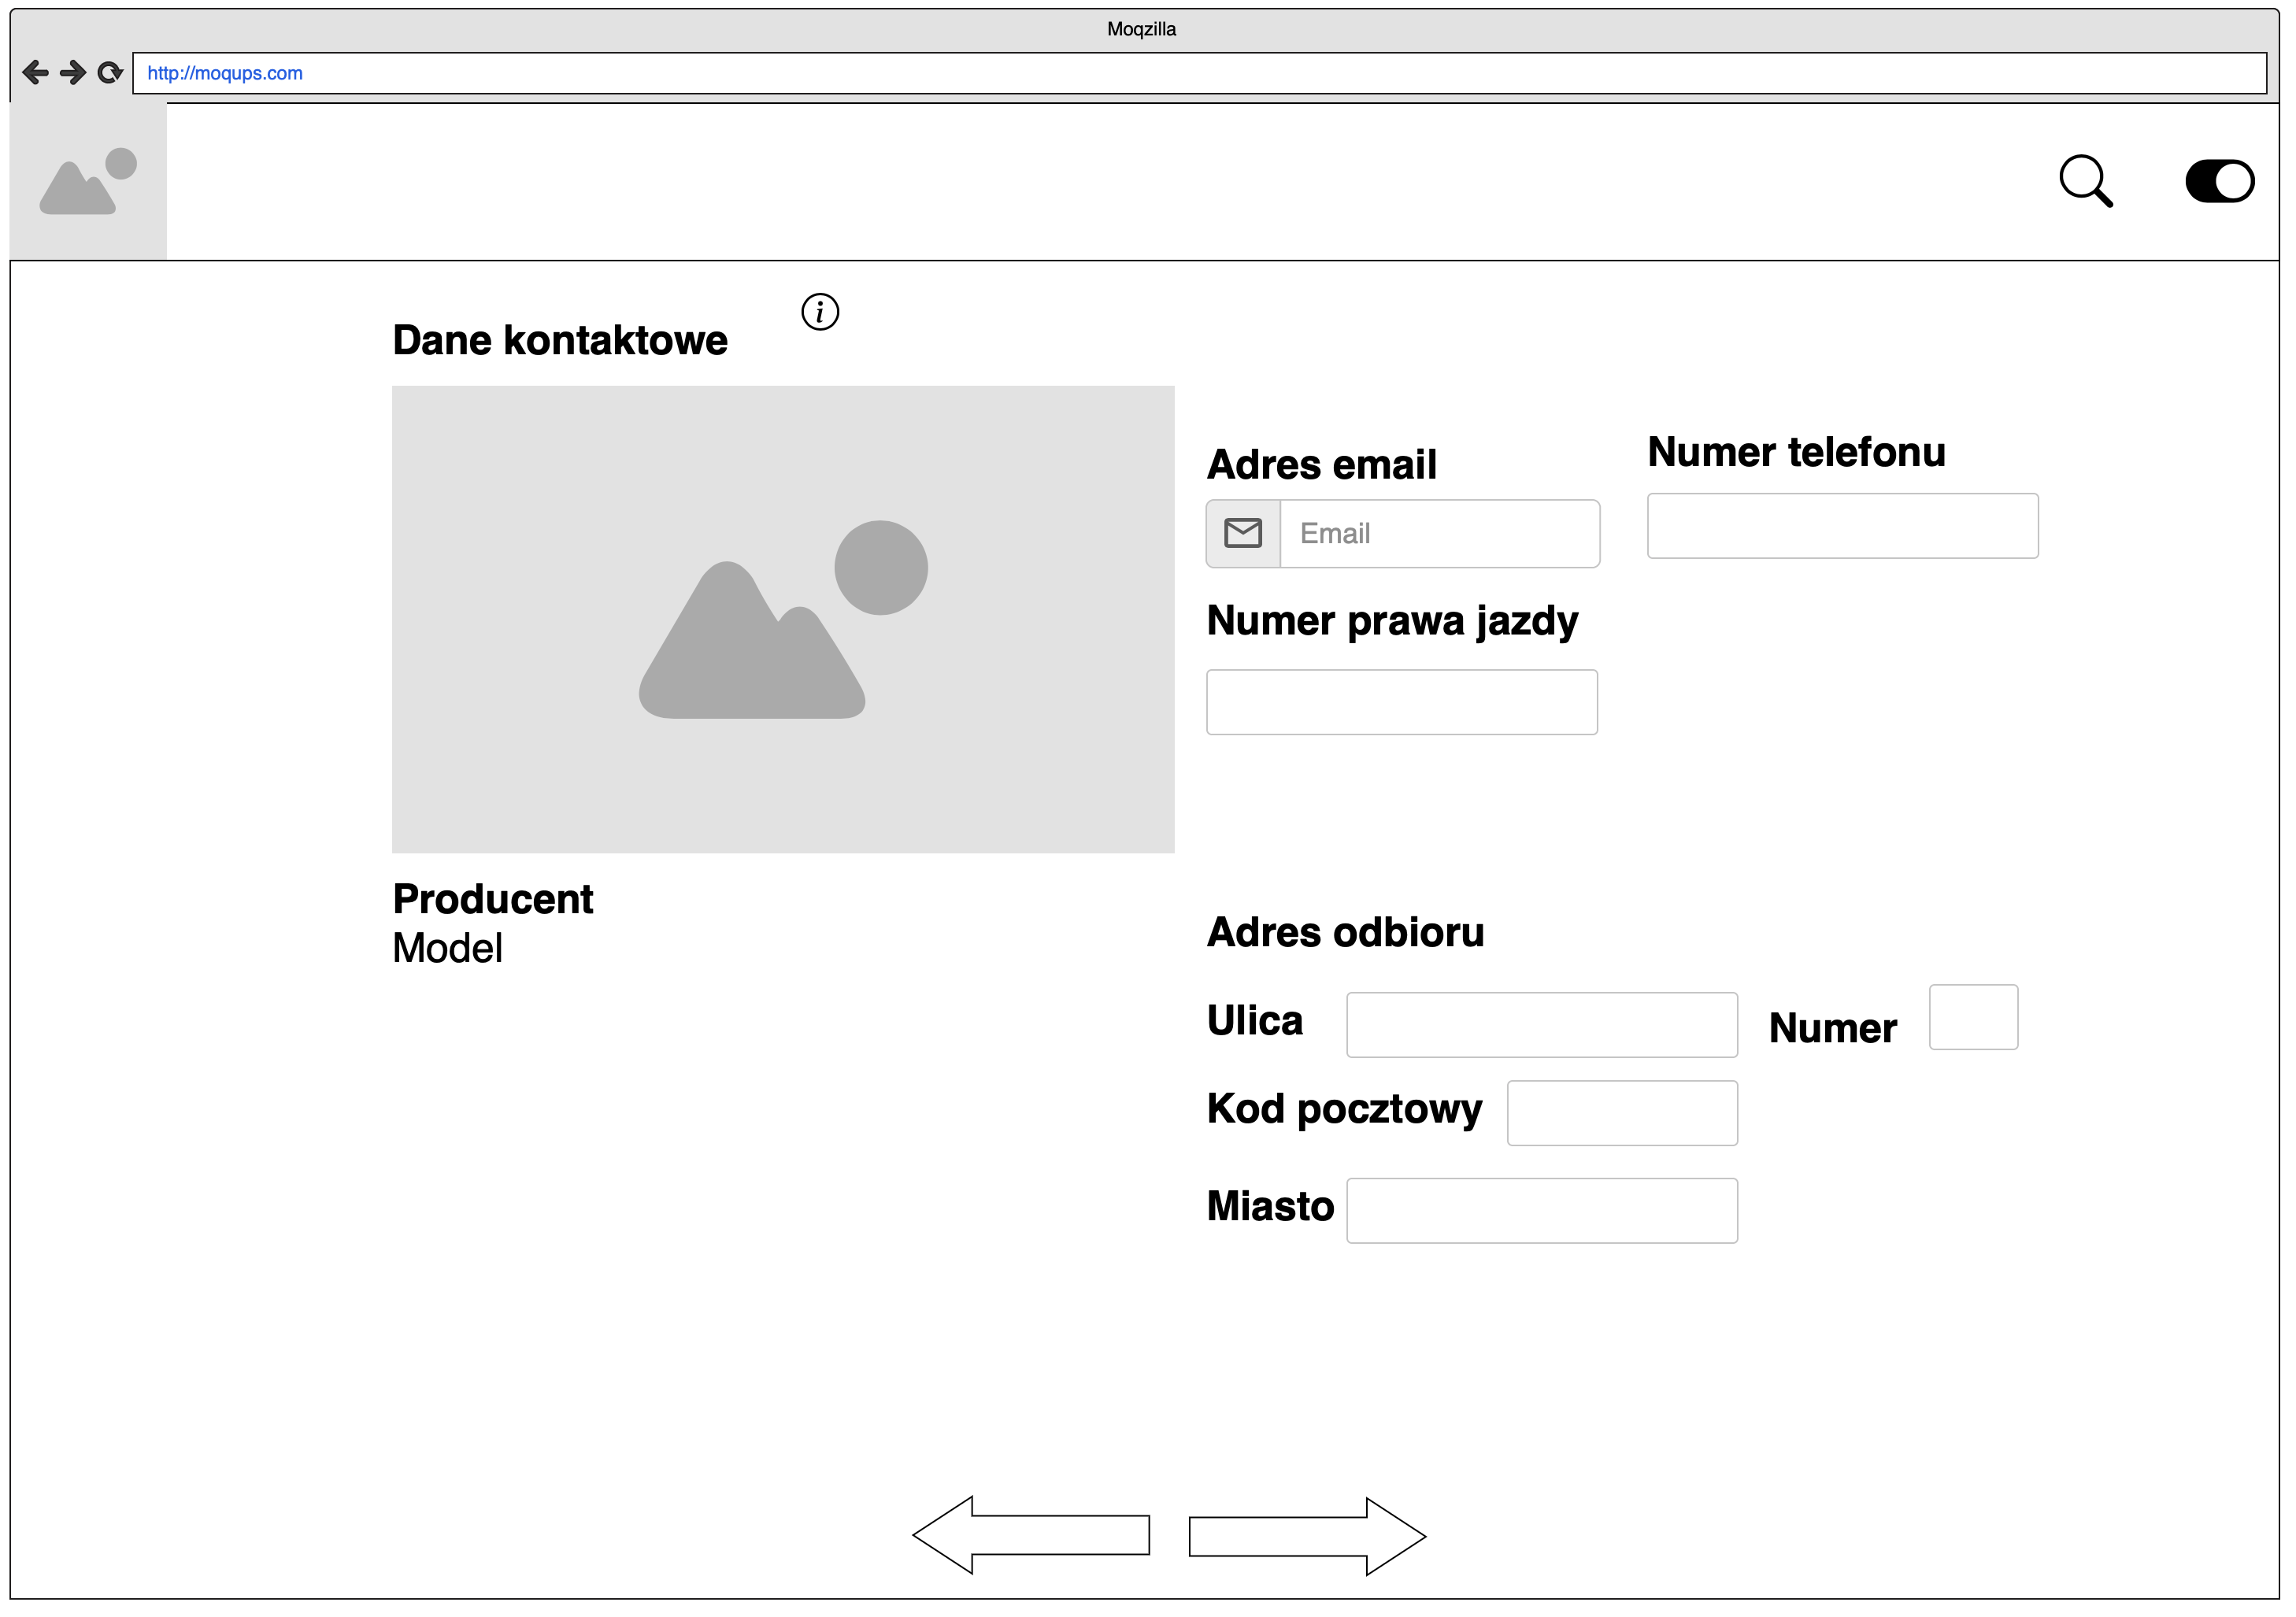 Moqzilla
http://moqups.com
Dane kontaktowe
i
Adres email
Numer telefonu
Email
Numer prawa jazdy
Producent
Model
Adres odbioru
Ulica
Numer
Kod pocztowy
Miasto